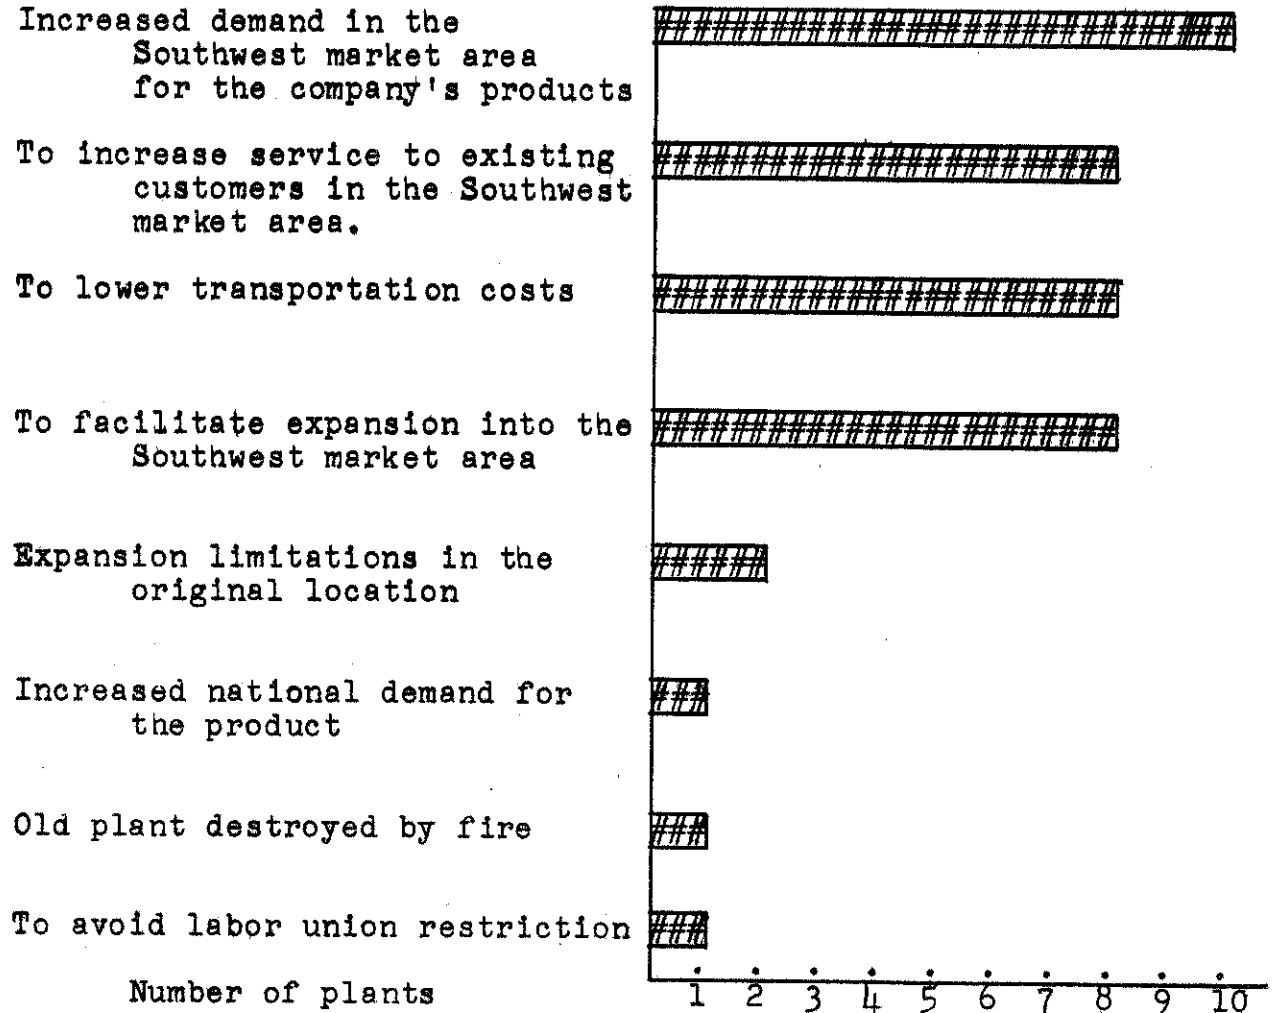 Increased demand in the
Southwest market area
for the company's products
To increase service to existing
customers in the Southwest
market area.
To lower transportation costs
To facilitate expansion into the
Southwest market area
Expansion limitations in the
original location
Increased national demand for
the product
Old plant destroyed by fire
To avoid labor union restriction
Number of plants
1 2 3 4 5 6 7 8 9 10